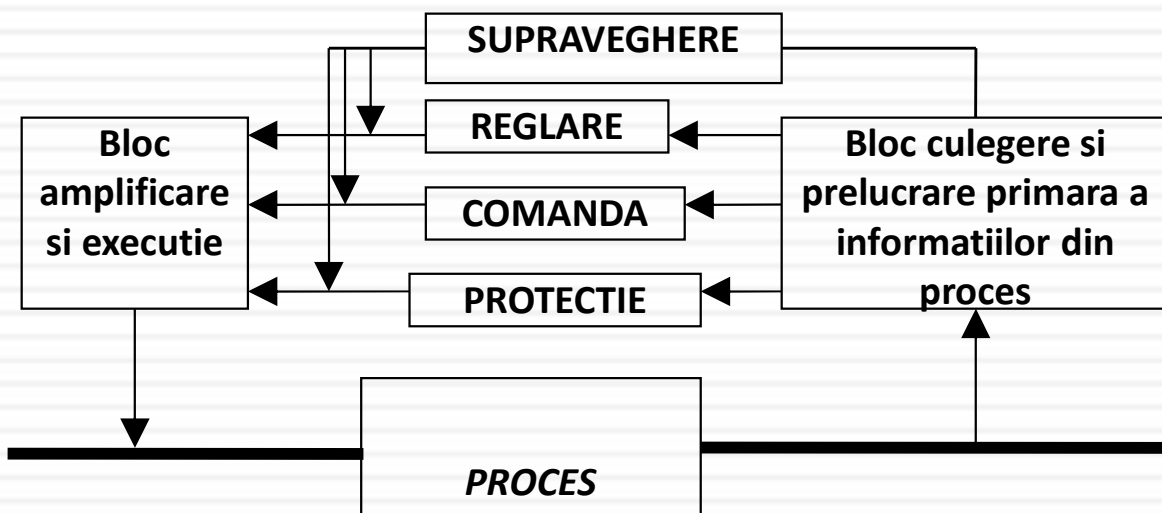 SUPRAVEGHERE
REGLARE
COMANDA
PROTECTIE
Bloc
amplificare
si executie
Bloc culegere si
prelucrare primara a
informatiilor din
proces
PROCES